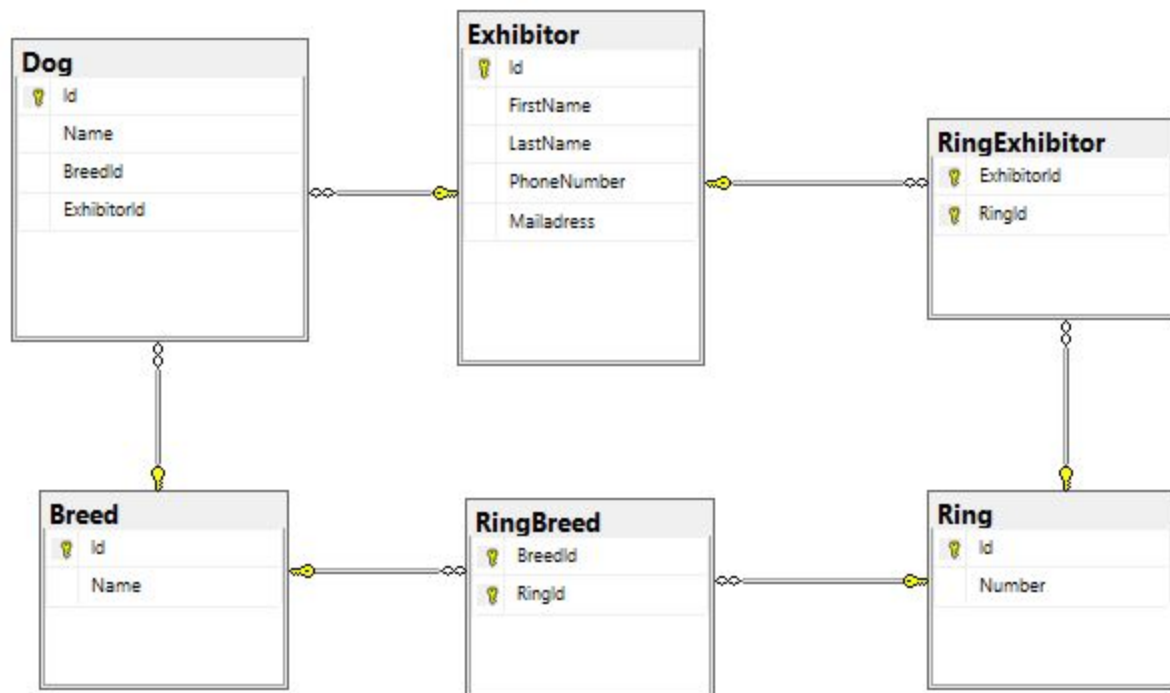 Dog
Id
Name
BreedId
ExhibitorId
Exhibitor
Id
FirstName
LastName
PhoneNumber
Mailadress
RingExhibitor
ExhibitorId
RingId
Breed
Id
Name
RingBreed
BreedId
RingId
Ring
Id
Number